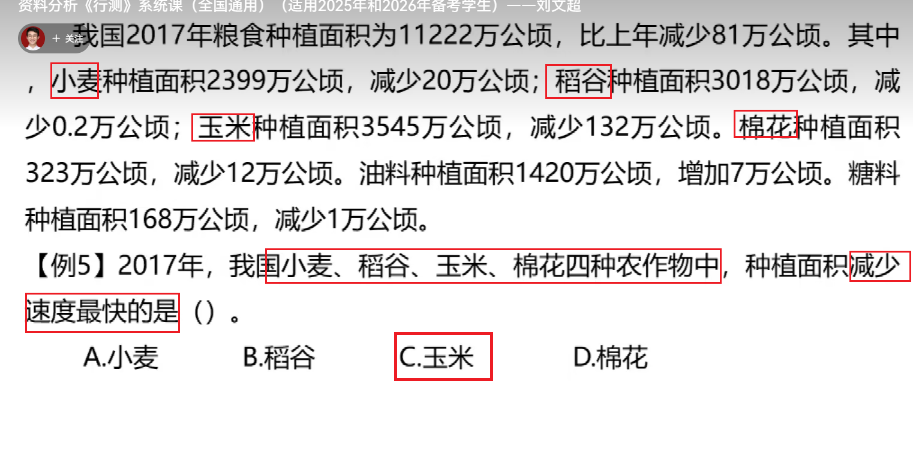 资料分析《行测》系统课（全国通用）（适用2025年和2026年备考学生）——刘文超
+ 关注
我国2017年粮食种植面积为11222万公顷，比上年减少81万公顷。其中
，小麦种植面积2399万公顷，减少20万公顷；稻谷种植面积3018万公顷，减
少0.2万公顷；玉米种植面积3545万公顷，减少132万公顷。棉花种植面积
323万公顷，减少12万公顷。油料种植面积1420万公顷，增加7万公顷。糖料
种植面积168万公顷，减少1万公顷。
【例5】2017年，我国小麦、稻谷、玉米、棉花四种农作物中，种植面积减少
速度最快的是（）。
A.小麦 B.稻谷 C.玉米 D.棉花